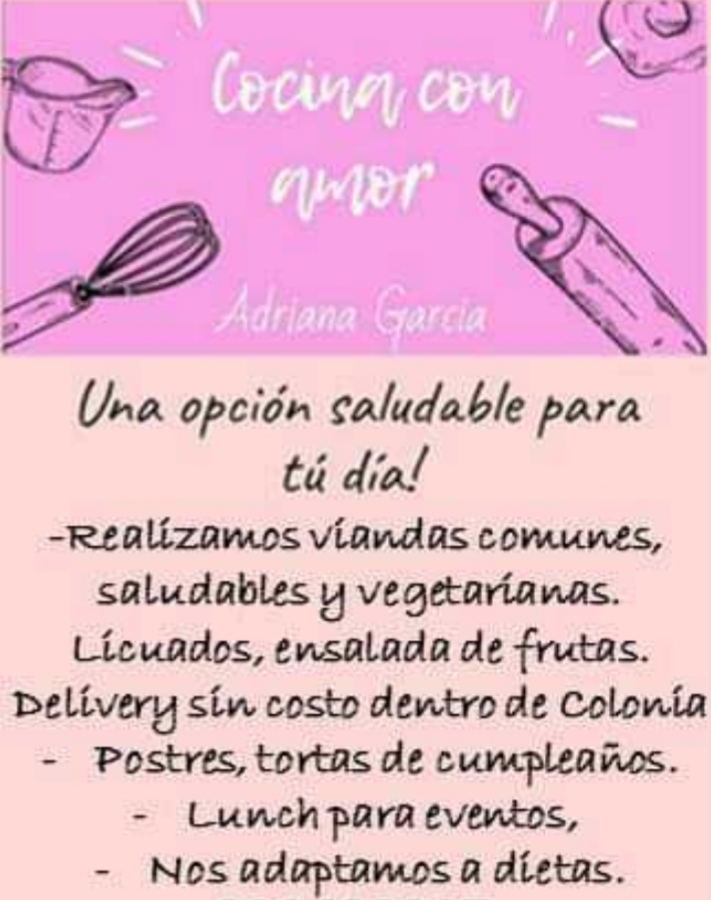 Cocina con
amor
Adriana Garcia
Una opción saludable para
tú día!
-Realizamos viandas comunes,
saludables y vegetarianas.
Licuados, ensalada de frutas.
Delivery sin costo dentro de Colonia
- Postres, tortas de cumpleaños.
- Lunch para eventos,
- Nos adaptamos a dietas.